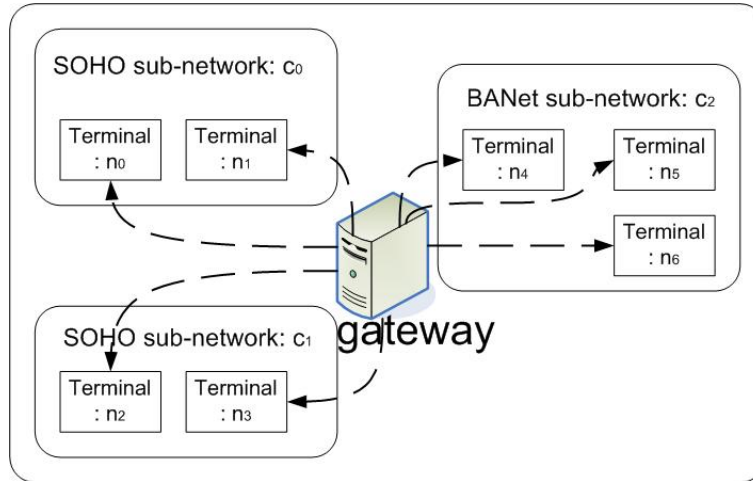 SOHO sub-network: c0
Terminal
: n0
Terminal
: n1
BANet sub-network: c2
Terminal
: n4
Terminal
: n5
Terminal
: n6
gateway
SOHO sub-network: c1
Terminal
: n2
Terminal
: n3